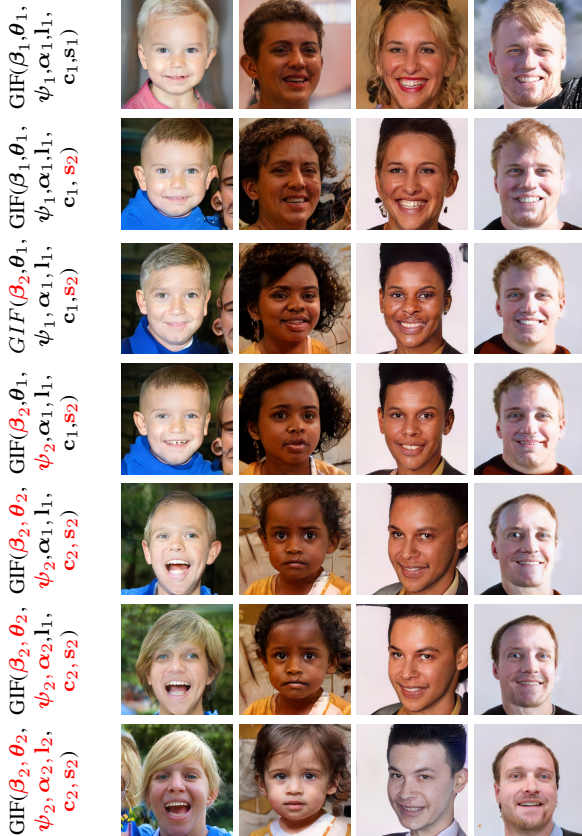 GIF(β₁,θ₁,
ψ₁,α₁,l₁,
c₁,s₁)
GIF(β₁,θ₁,
ψ₁,α₁,l₁,
c₁, s₂)
GIF(β₂,θ₁,
ψ₁, α₁, l₁,
c₁,s₂)
GIF(β₂,θ₁,
ψ₂,α₁, l₁,
c₁,s₂)
GIF(β₂, θ₂,
ψ₂,α₁, l₁,
c₂, s₂)
GIF(β₂, θ₂,
ψ₂, α₂,l₁,
c₂, s₂)
GIF(β₂, θ₂,
ψ₂, α₂, l₂,
c₂, s₂)